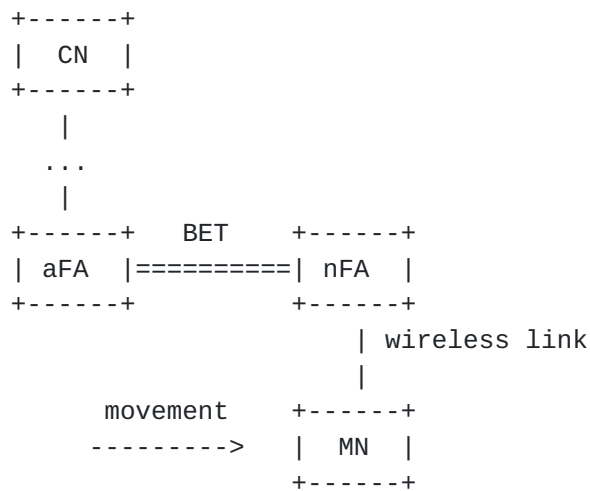 +------+
|  CN  |
+------+
   |
  ...
   |
+------+   BET    +------+
| aFA  |==========| nFA  |
+------+          +------+
                      | wireless link
                      |
      movement    +------+
     --------->   |  MN  |
                  +------+